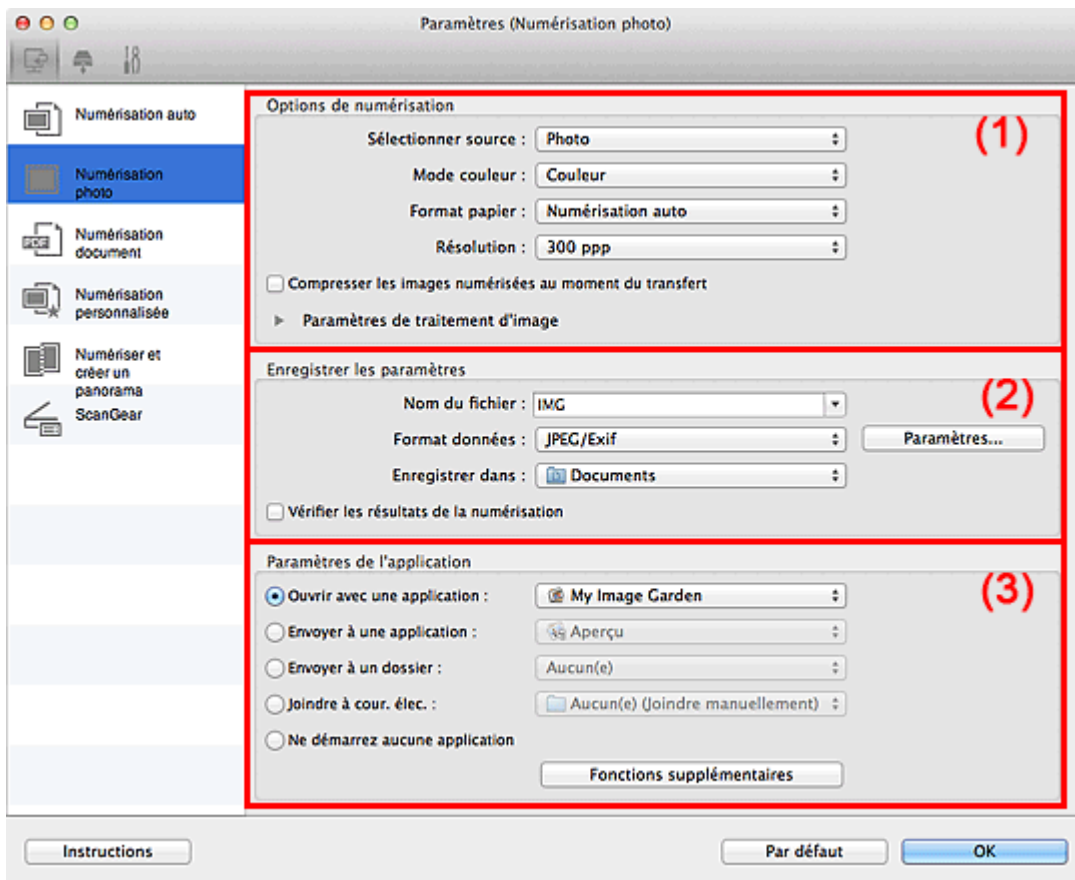 Paramètres (Numérisation photo)
Numérisation auto
Numérisation
photo
PDF
Numérisation
document
Numérisation
personnalisée
Numériser et
créer un
panorama
ScanGear
Options de numérisation
(1)
Sélectionner source : Photo
Mode couleur : Couleur
Format papier : Numérisation auto
Résolution : 300 ppp
Compresser les images numérisées au moment du transfert
Paramètres de traitement d'image
Enregistrer les paramètres
(2)
Nom du fichier : IMG
Format données : JPEG/Exif Paramètres...
Enregistrer dans : Documents
Vérifier les résultats de la numérisation
Paramètres de l'application
(3)
Ouvrir avec une application : My Image Garden
Envoyer à une application : Aperçu
Envoyer à un dossier : Aucun(e)
Joindre à cour. élec. : Aucun(e) (Joindre manuellement)
Ne démarrez aucune application
Fonctions supplémentaires
Instructions Par défaut OK